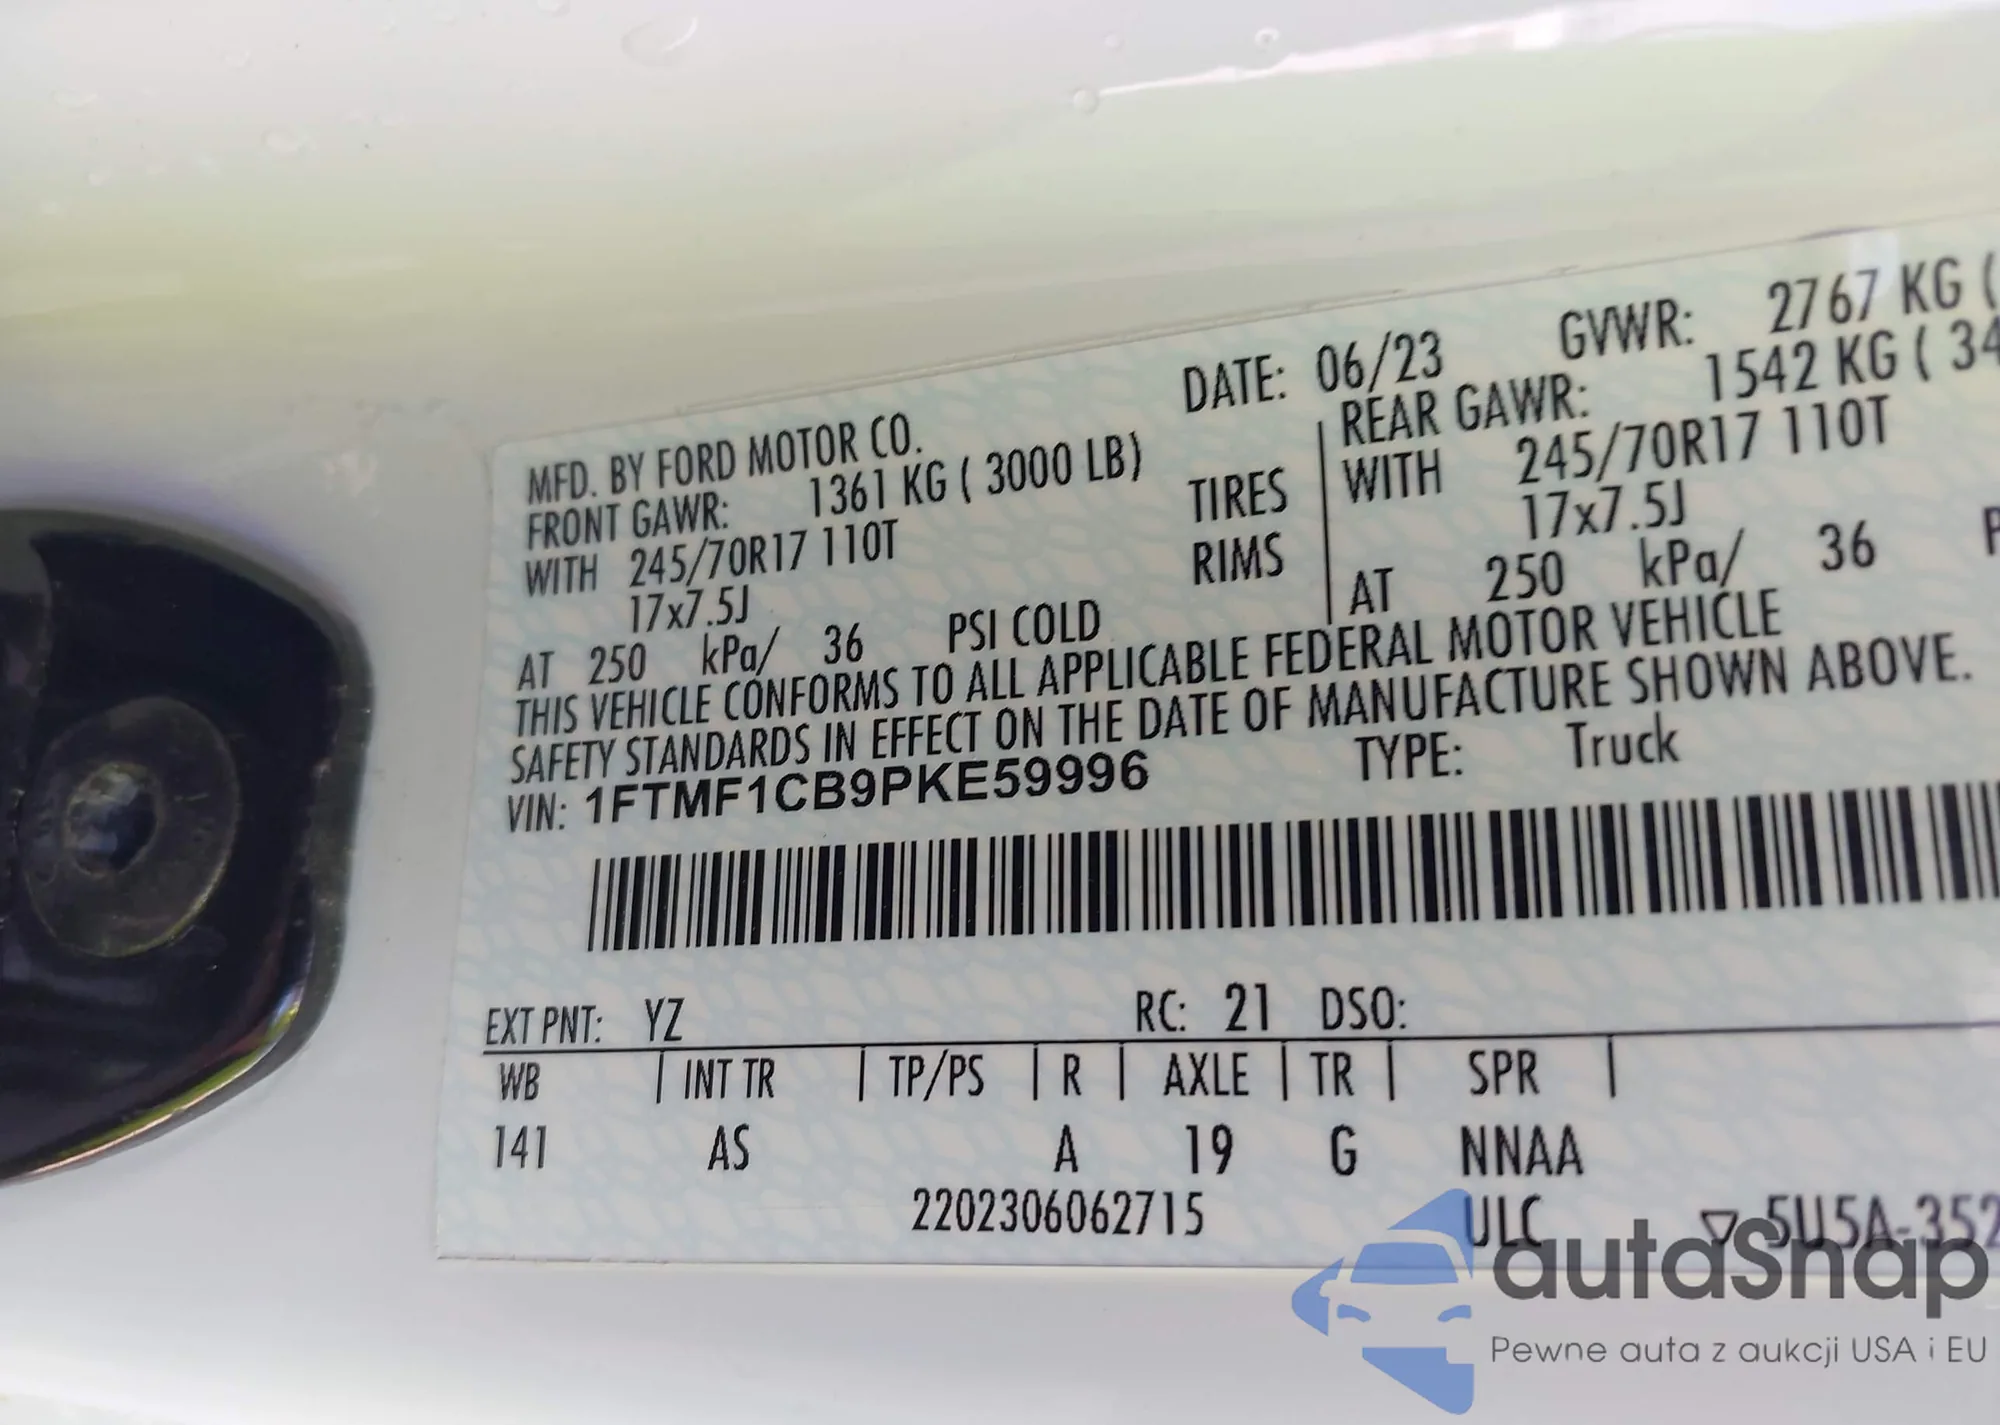 MFD. BY FORD MOTOR CO. DATE: 06/23 GVWR: 2767 KG (
FRONT GAWR: 1361 KG ( 3000 LB) REAR GAWR: 1542 KG ( 34
WITH 245/70R17 110T TIRES WITH 245/70R17 110T
17x7.5J RIMS 17x7.5J
AT 250 kPa/ 36 PSI COLD AT 250 kPa/ 36 P
THIS VEHICLE CONFORMS TO ALL APPLICABLE FEDERAL MOTOR VEHICLE
SAFETY STANDARDS IN EFFECT ON THE DATE OF MANUFACTURE SHOWN ABOVE.
VIN: 1FTMF1CB9PKE59996 TYPE: Truck
EXT PNT: YZ RC: 21 DSO:
WB | INT TR | TP/PS | R | AXLE | TR | SPR |
141 AS A 19 G NNAA
2202306062715 ULC ▽ 5U5A-352
autoSnap
Pewne auta z aukcji USA i EU